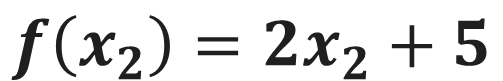 f(x₂) = 2x₂ + 5